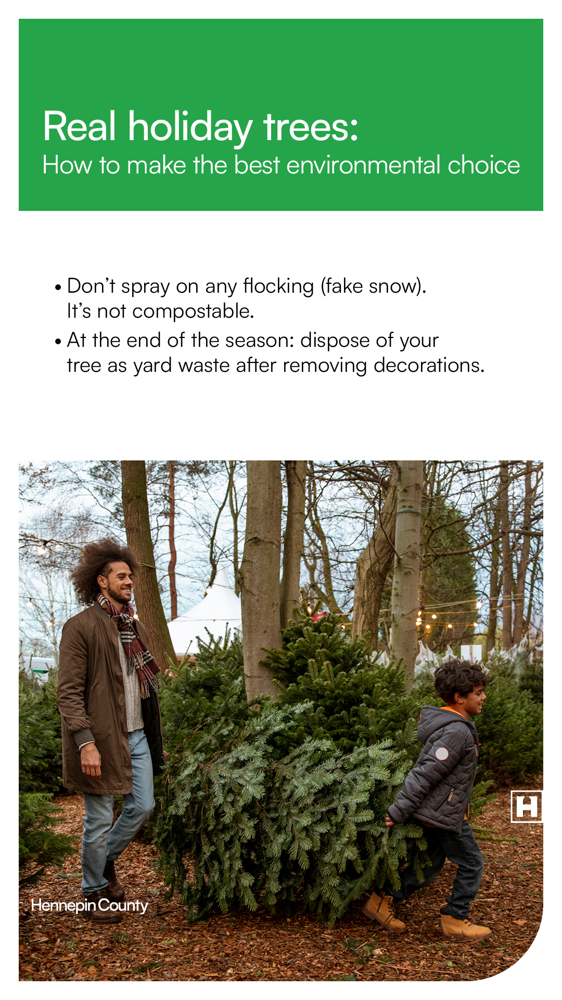 Real holiday trees:
How to make the best environmental choice
• Don’t spray on any flocking (fake snow).
It’s not compostable.
• At the end of the season: dispose of your
tree as yard waste after removing decorations.
H
Hennepin County